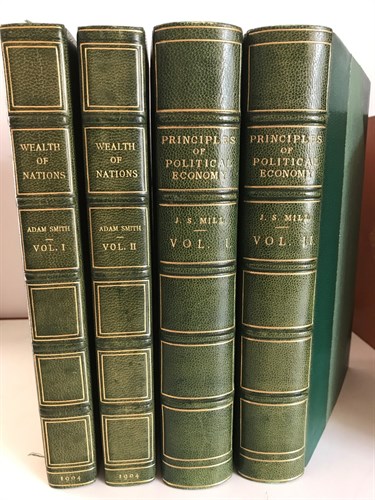 WEALTH
OF
NATIONS
ADAM SMITH
VOL. I
1904
WEALTH
OF
NATIONS
ADAM SMITH
VOL. II
1904
PRINCIPLES
OF
POLITICAL
ECONOMY
J. S. MILL
VOL. I.
PRINCIPLES
OF
POLITICAL
ECONOMY
J. S. MILL
VOL. II.